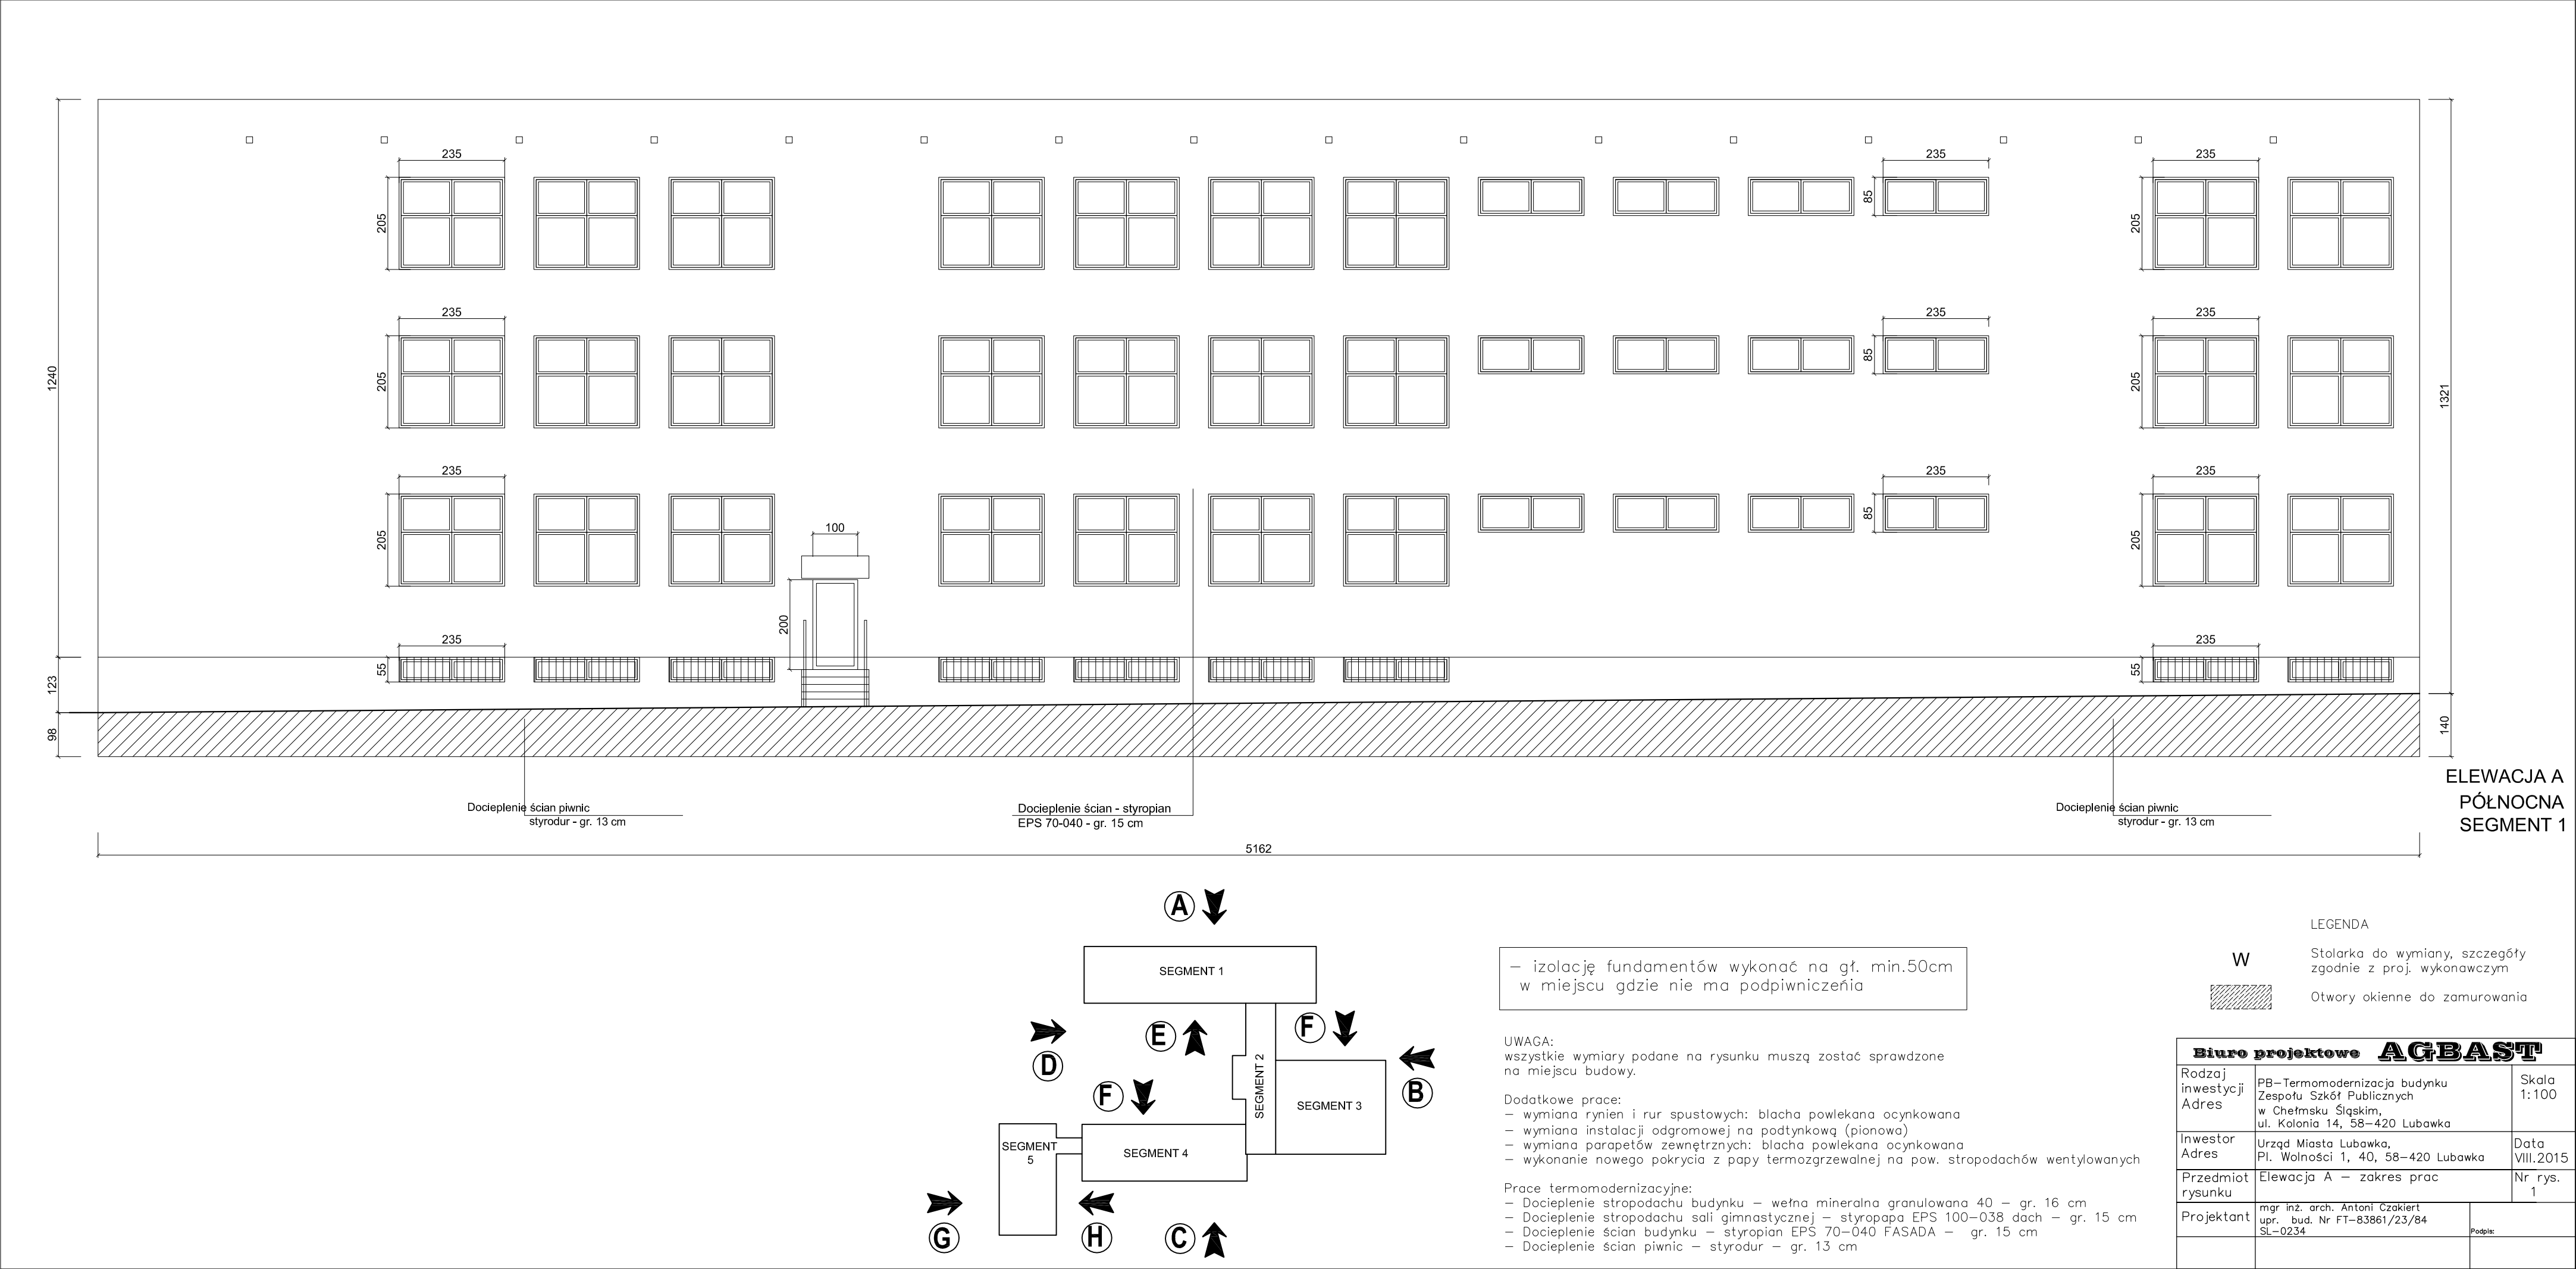 235
235
235
205
85
205
235
235
235
1240
205
85
205
1321
235
235
235
205
85
205
100
200
235
235
55
55
123
98
140
Docieplenie ścian piwnic
styrodur - gr. 13 cm
Docieplenie ścian - styropian
EPS 70-040 - gr. 15 cm
Docieplenie ścian piwnic
styrodur - gr. 13 cm
ELEWACJA A
PÓŁNOCNA
SEGMENT 1
5162
A
SEGMENT 1
D
E
F
B
SEGMENT 2
SEGMENT 3
F
SEGMENT
5
SEGMENT 4
G
H
C
– izolację fundamentów wykonać na gł. min.50cm
w miejscu gdzie nie ma podpiwniczeńia
UWAGA:
wszystkie wymiary podane na rysunku muszą zostać sprawdzone
na miejscu budowy.
Dodatkowe prace:
– wymiana rynien i rur spustowych: blacha powlekana ocynkowana
– wymiana instalacji odgromowej na podtynkową (pionowa)
– wymiana parapetów zewnętrznych: blacha powlekana ocynkowana
– wykonanie nowego pokrycia z papy termozgrzewalnej na pow. stropodachów wentylowanych
Prace termomodernizacyjne:
– Docieplenie stropodachu budynku – wełna mineralna granulowana 40 – gr. 16 cm
– Docieplenie stropodachu sali gimnastycznej – styropapa EPS 100–038 dach – gr. 15 cm
– Docieplenie ścian budynku – styropian EPS 70–040 FASADA – gr. 15 cm
– Docieplenie ścian piwnic – styrodur – gr. 13 cm
LEGENDA
W
Stolarka do wymiany, szczegóły
zgodnie z proj. wykonawczym
Otwory okienne do zamurowania
Biuro projektowe AGBAST
Rodzaj
inwestycji
Adres
PB–Termomodernizacja budynku
Zespołu Szkół Publicznych
w Chełmsku Śląskim,
ul. Kolonia 14, 58–420 Lubawka
Skala
1:100
Inwestor
Adres
Urząd Miasta Lubawka,
Pl. Wolności 1, 40, 58–420 Lubawka
Data
VIII.2015
Przedmiot
rysunku
Elewacja A – zakres prac
Nr rys.
1
Projektant
mgr inż. arch. Antoni Czakiert
upr. bud. Nr FT–83861/23/84
SL–0234
Podpis: